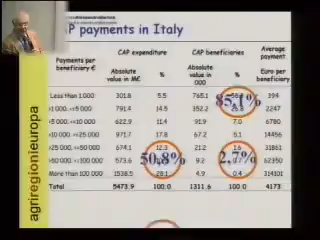 AP payments in Italy
Payments per beneficiary € CAP expenditure CAP beneficiaries Average payment
Absolute value in M€ % Absolute value in 000 % Euro per beneficiary
Less than 1.000 301.8 5.5 765.1 394
>1 000 <=5 000 791.4 14.5 352.2 2247
>5.000 <=10 000 622.9 11.4 91.9 7.0 6780
>10 000 <=25 000 971.7 17.8 67.2 5.1 14456
>25 000 <=50 000 674.1 12.3 21.2 1.6 31861
>50 000 <=100 000 573.6 9.2 62350
More than 100 000 1538.5 28.1 4.9 0.4 314101
Total 5473.9 100.0 1311.6 100.0 4173
85,1%
50,8%
2,7%
agriregionieuropa